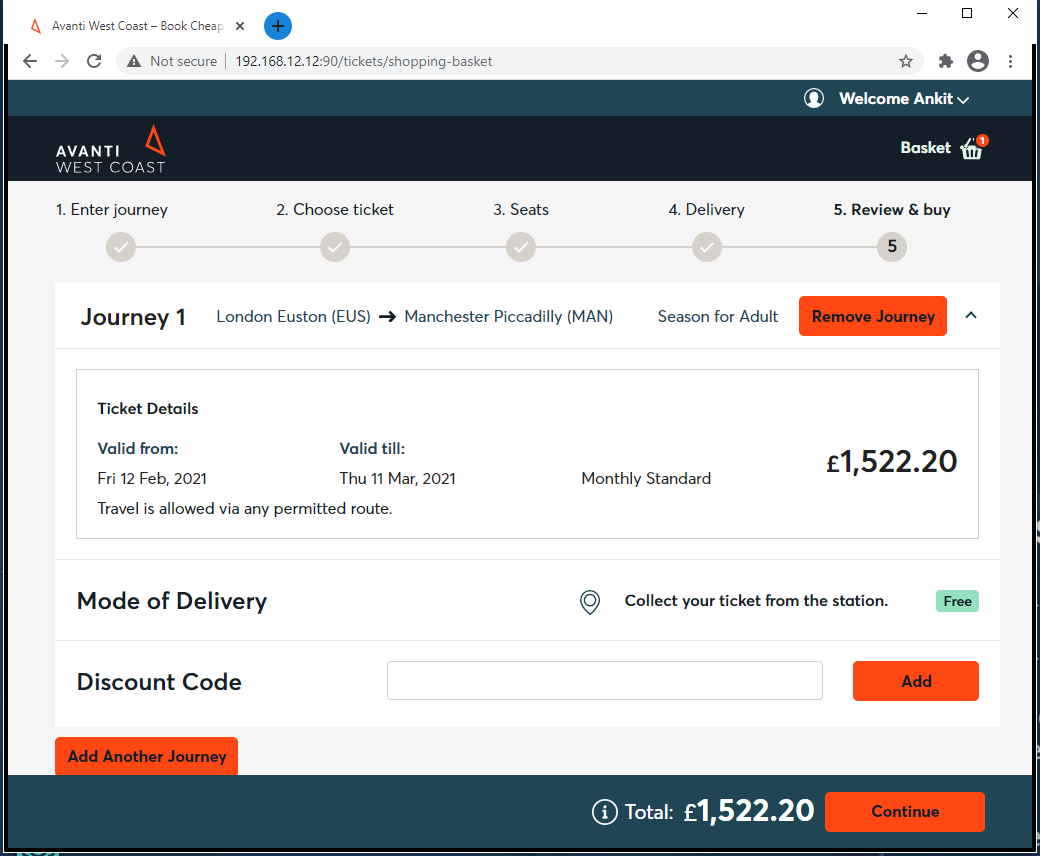 Avanti West Coast – Book Cheap
Not secure | 192.168.12.12:90/tickets/shopping-basket
Welcome Ankit
AVANTI
WEST COAST
Basket 1
1. Enter journey 2. Choose ticket 3. Seats 4. Delivery 5. Review & buy
5
Journey 1 London Euston (EUS) → Manchester Piccadilly (MAN) Season for Adult Remove Journey
Ticket Details
Valid from: Valid till:
£1,522.20
Fri 12 Feb, 2021 Thu 11 Mar, 2021 Monthly Standard
Travel is allowed via any permitted route.
Mode of Delivery Collect your ticket from the station. Free
Discount Code Add
Add Another Journey
Total: £1,522.20 Continue